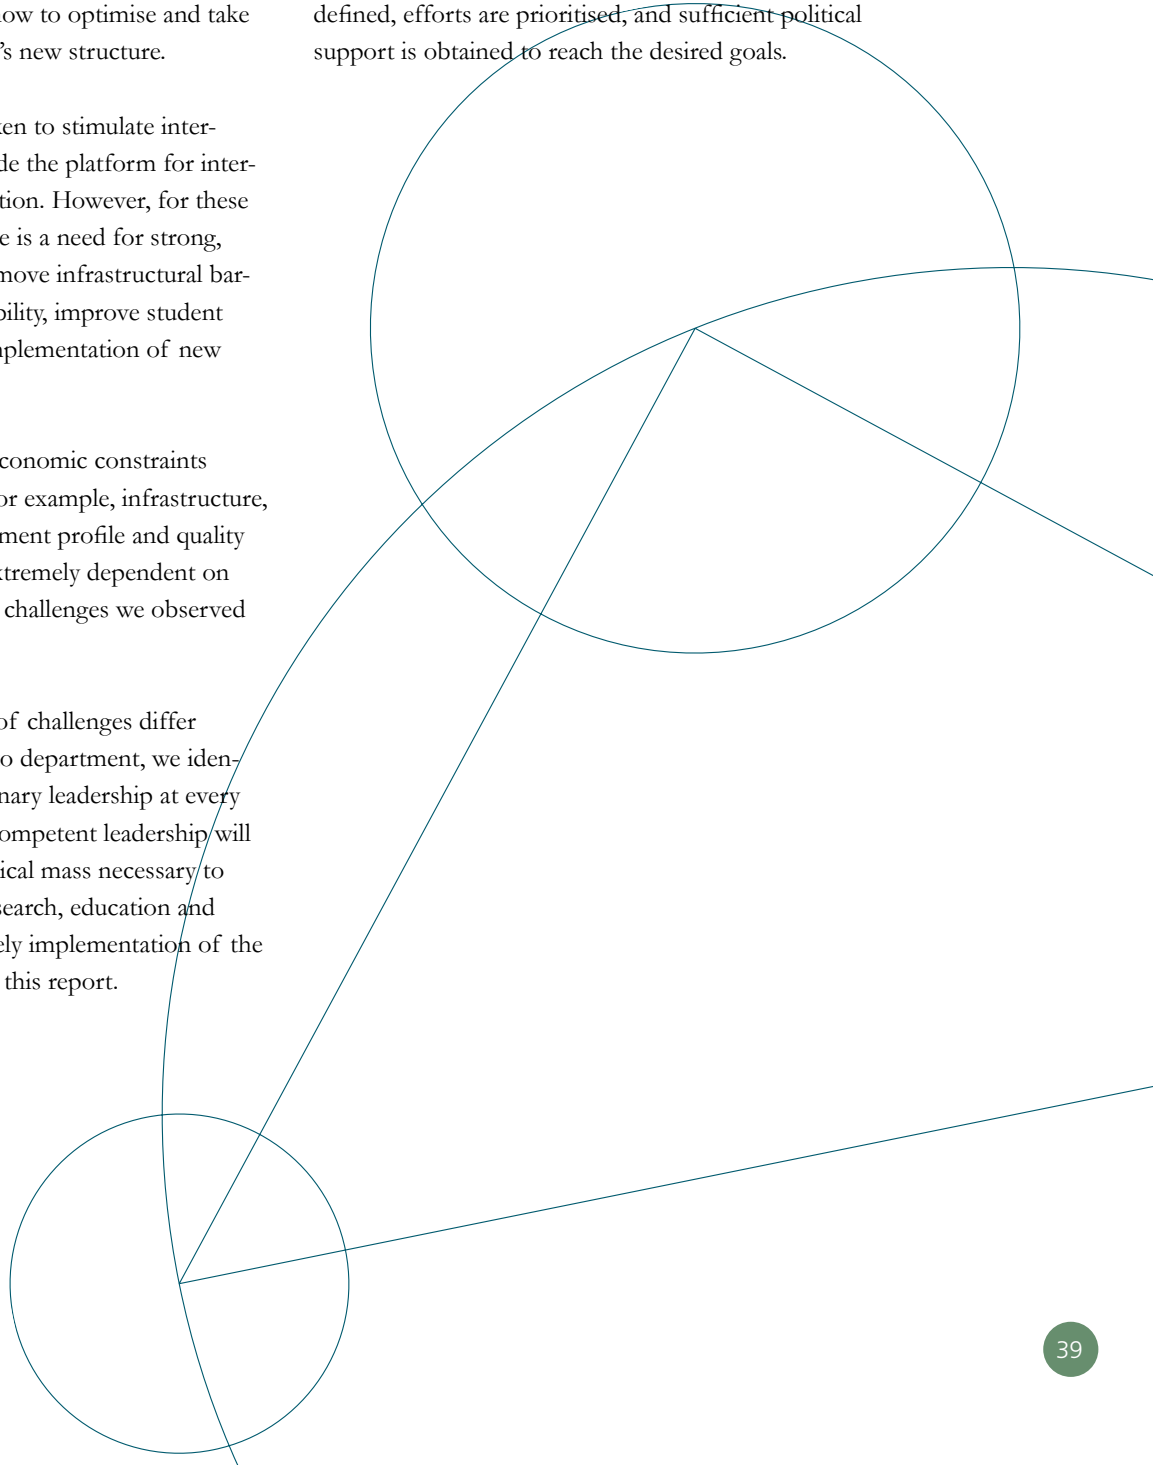 how to optimise and take
's new structure.
ken to stimulate inter-
de the platform for inter-
tion. However, for these
e is a need for strong,
move infrastructural bar-
bility, improve student
nplementation of new
conomic constraints
or example, infrastructure,
ment profile and quality
xtremely dependent on
challenges we observed
of challenges differ
o department, we iden-
nary leadership at every
ompetent leadership will
ical mass necessary to
search, education and
ely implementation of the
this report.
defined, efforts are prioritised, and sufficient political
support is obtained to reach the desired goals.
39